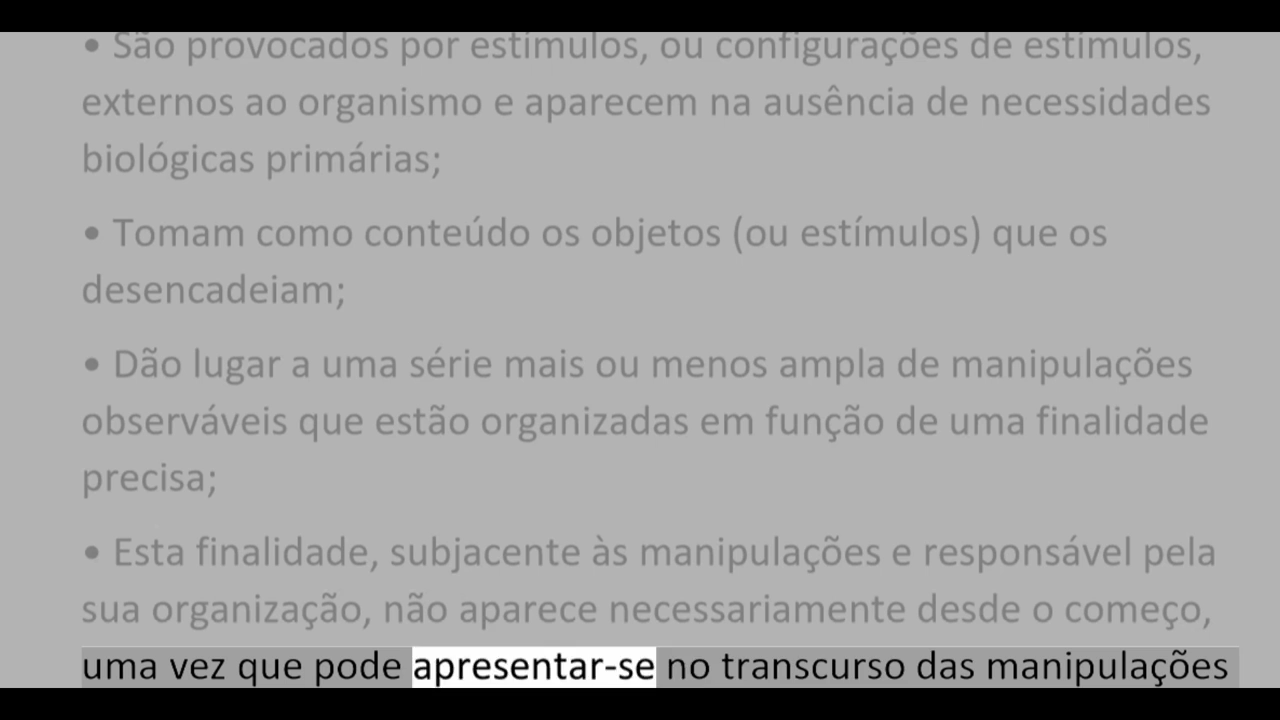 • São provocados por estímulos, ou configurações de estímulos,
externos ao organismo e aparecem na ausência de necessidades
biológicas primárias;
• Tomam como conteúdo os objetos (ou estímulos) que os
desencadeiam;
• Dão lugar a uma série mais ou menos ampla de manipulações
observáveis que estão organizadas em função de uma finalidade
precisa;
• Esta finalidade, subjacente às manipulações e responsável pela
sua organização, não aparece necessariamente desde o começo,
uma vez que pode apresentar-se no transcurso das manipulações